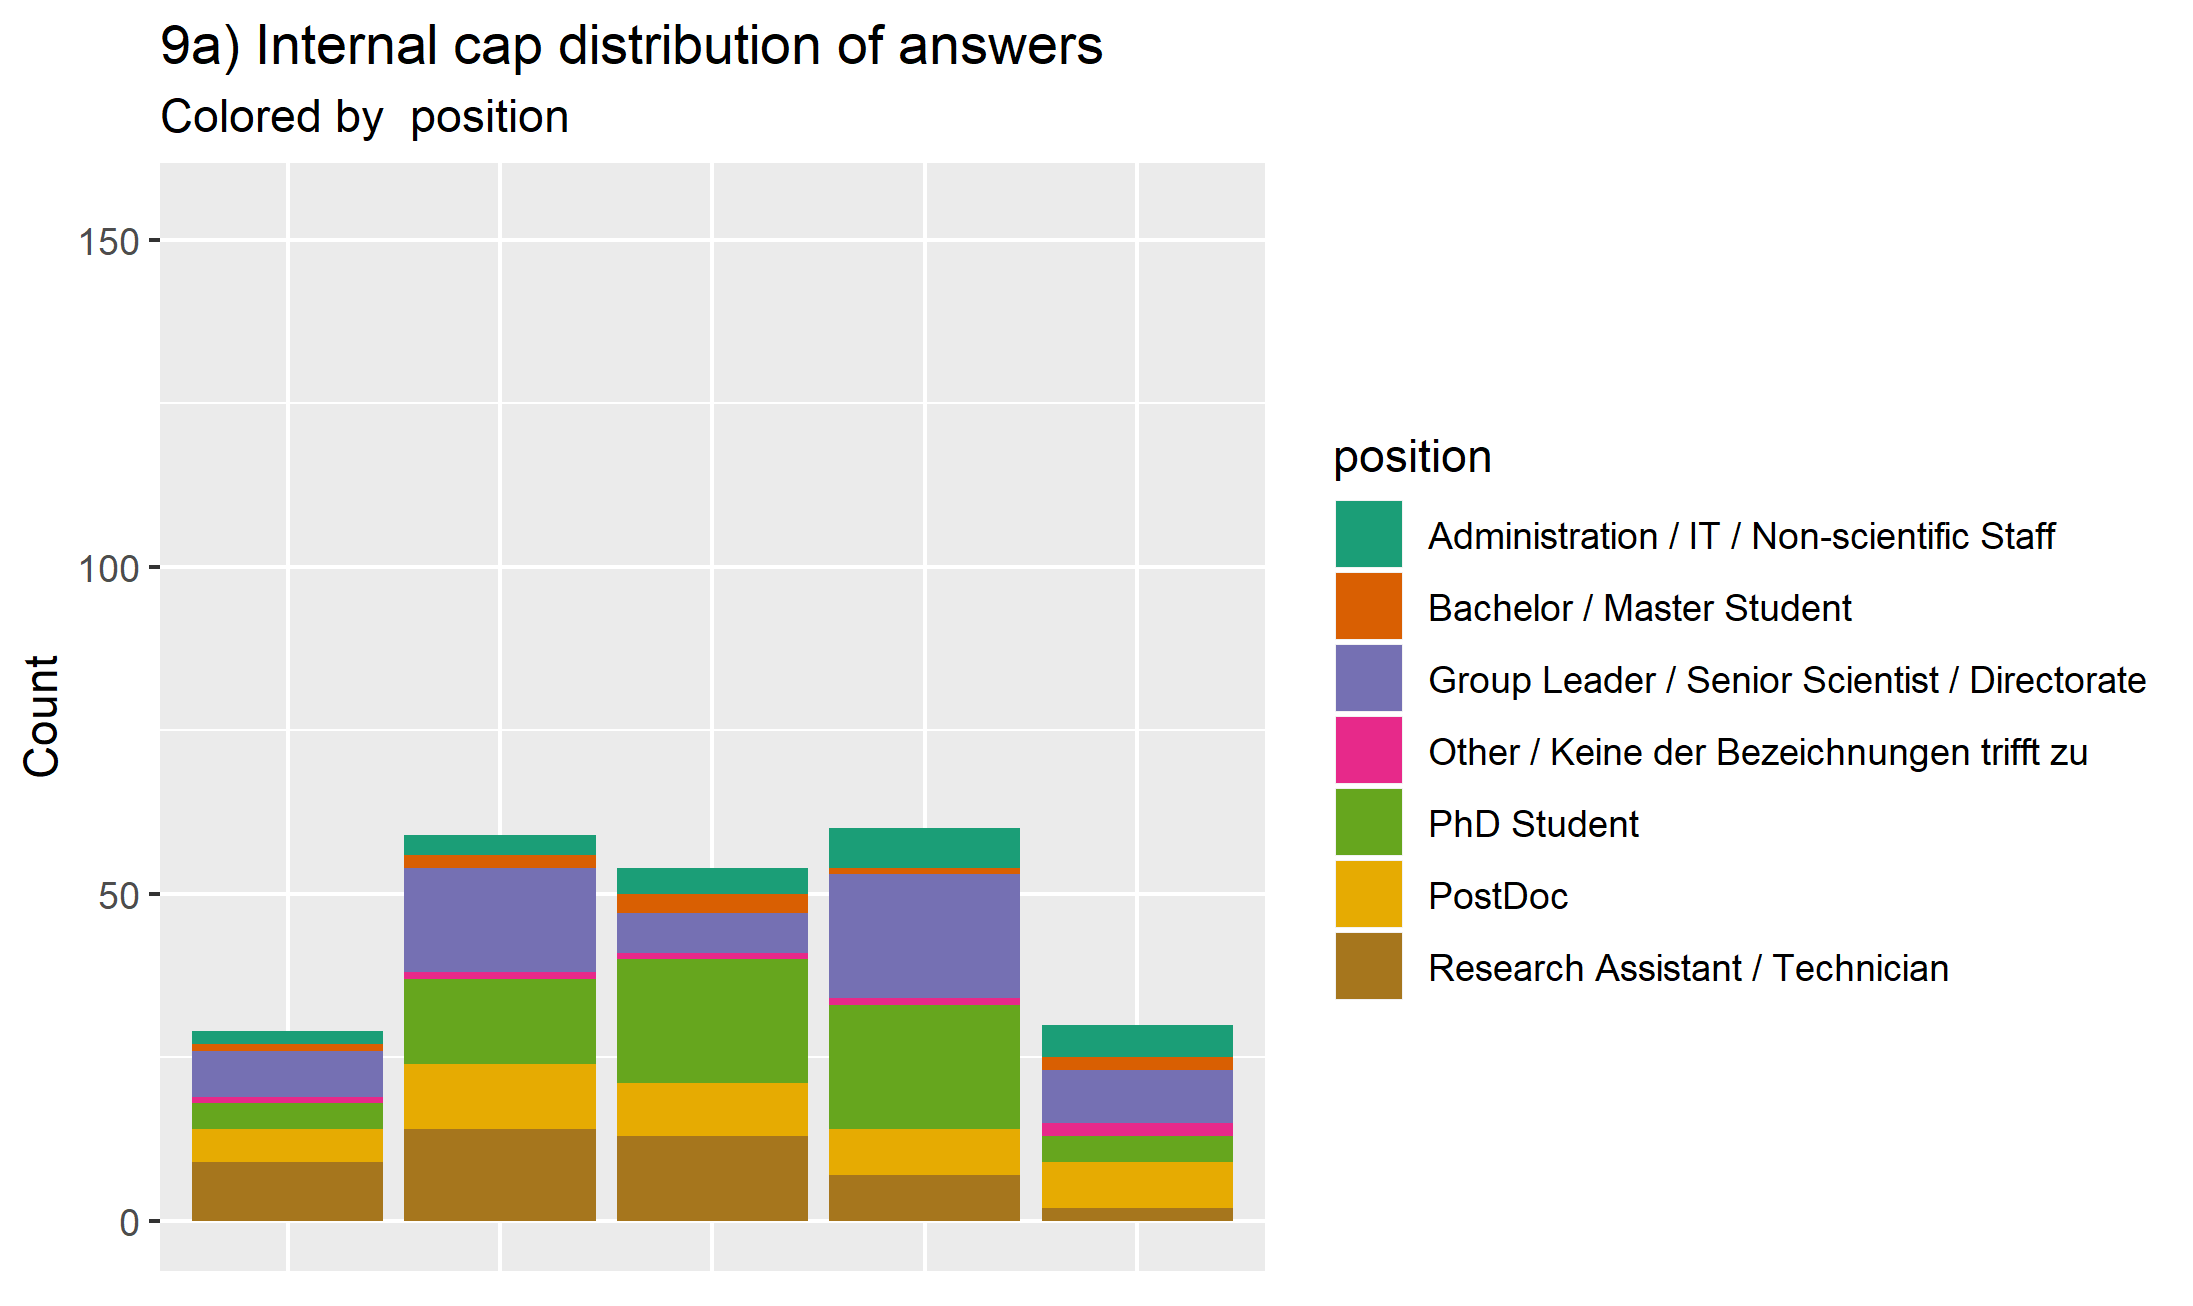 9a) Internal cap distribution of answers
Colored by  position
150
100
50
0
Count
position
Administration / IT / Non-scientific Staff
Bachelor / Master Student
Group Leader / Senior Scientist / Directorate
Other / Keine der Bezeichnungen trifft zu
PhD Student
PostDoc
Research Assistant / Technician